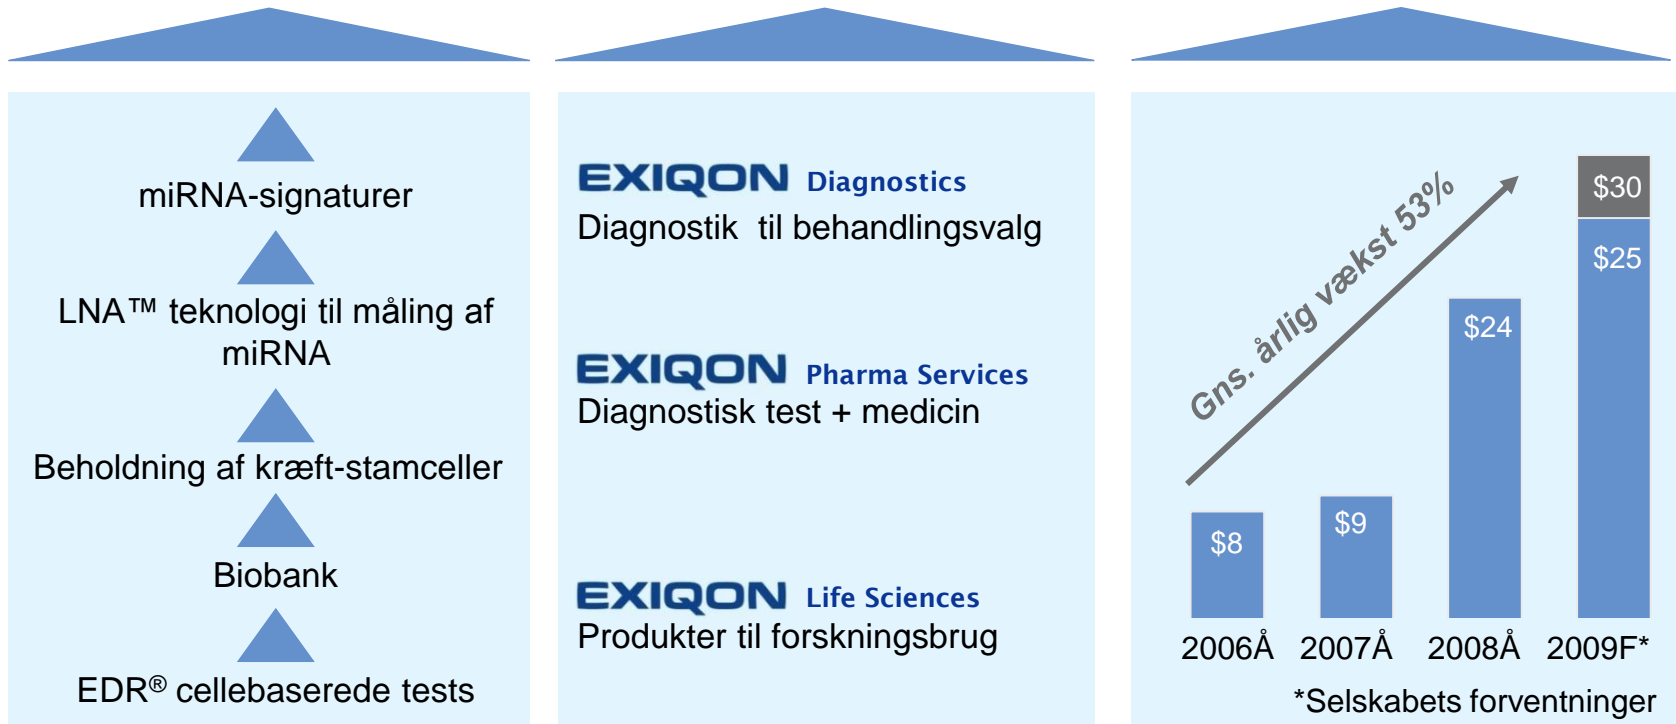 miRNA-signaturer
LNA™ teknologi til måling af
miRNA
Beholdning af kræft-stamceller
Biobank
EDR® cellebaserede tests
EXIQON Diagnostics
Diagnostik til behandlingsvalg
EXIQON Pharma Services
Diagnostisk test + medicin
EXIQON Life Sciences
Produkter til forskningsbrug
Gns. årlig vækst 53%
$30
$25
$24
$9
$8
2006Å 2007Å 2008Å 2009F*
*Selskabets forventninger